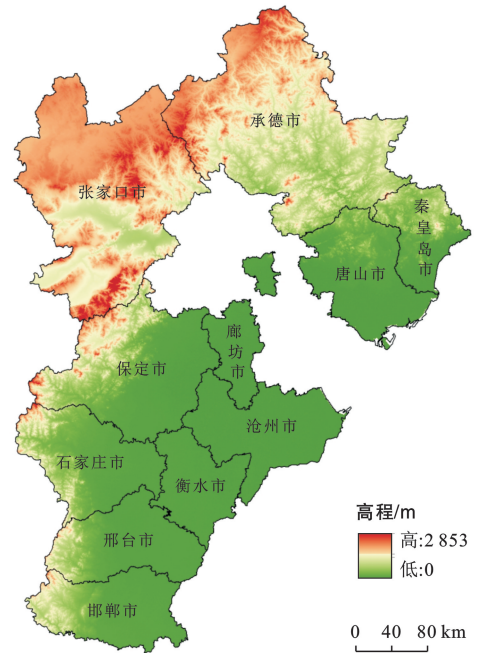 承德市
张家口市
秦皇岛市
唐山市
廊坊市
保定市
沧州市
石家庄市
衡水市
邢台市
邯郸市
高程/m
高:2 853
低:0
0 40 80 km